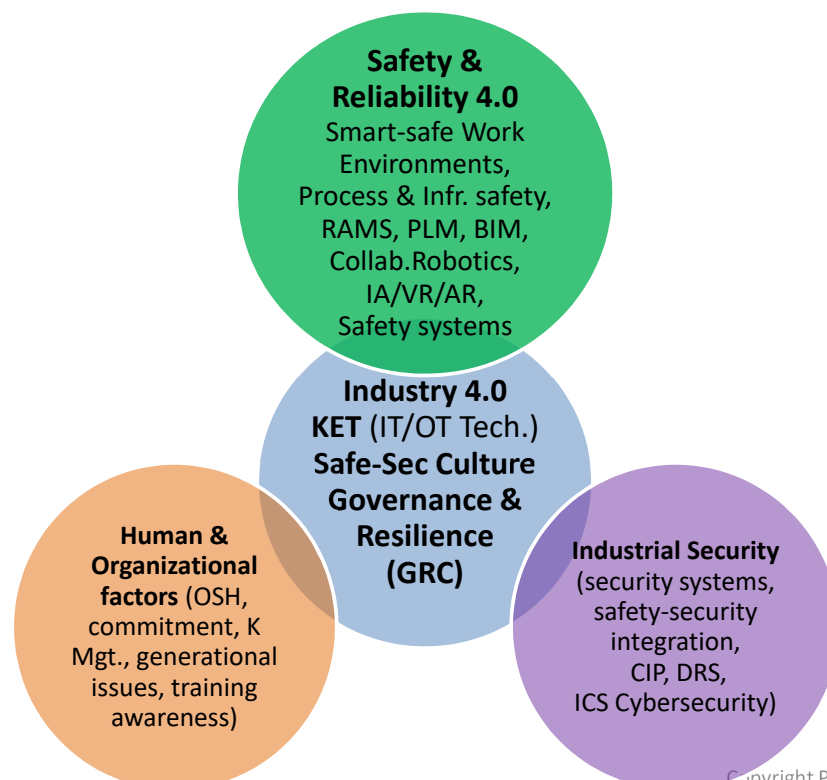 Safety &
Reliability 4.0
Smart-safe Work
Environments,
Process & Infr. safety,
RAMS, PLM, BIM,
Collab.Robotics,
IA/VR/AR,
Safety systems
Industry 4.0
KET (IT/OT Tech.)
Safe-Sec Culture
Governance &
Resilience
(GRC)
Human &
Organizational
factors (OSH,
commitment, K
Mgt., generational
issues, training
awareness)
Industrial Security
(security systems,
safety-security
integration,
CIP, DRS,
ICS Cybersecurity)
Copyright P